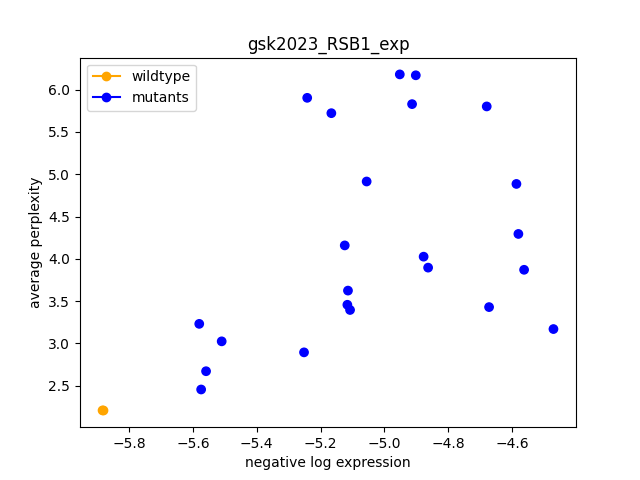 gsk2023_RSB1_exp
wildtype
mutants
average perplexity
6.0
5.5
5.0
4.5
4.0
3.5
3.0
2.5
−5.8 −5.6 −5.4 −5.2 −5.0 −4.8 −4.6
negative log expression